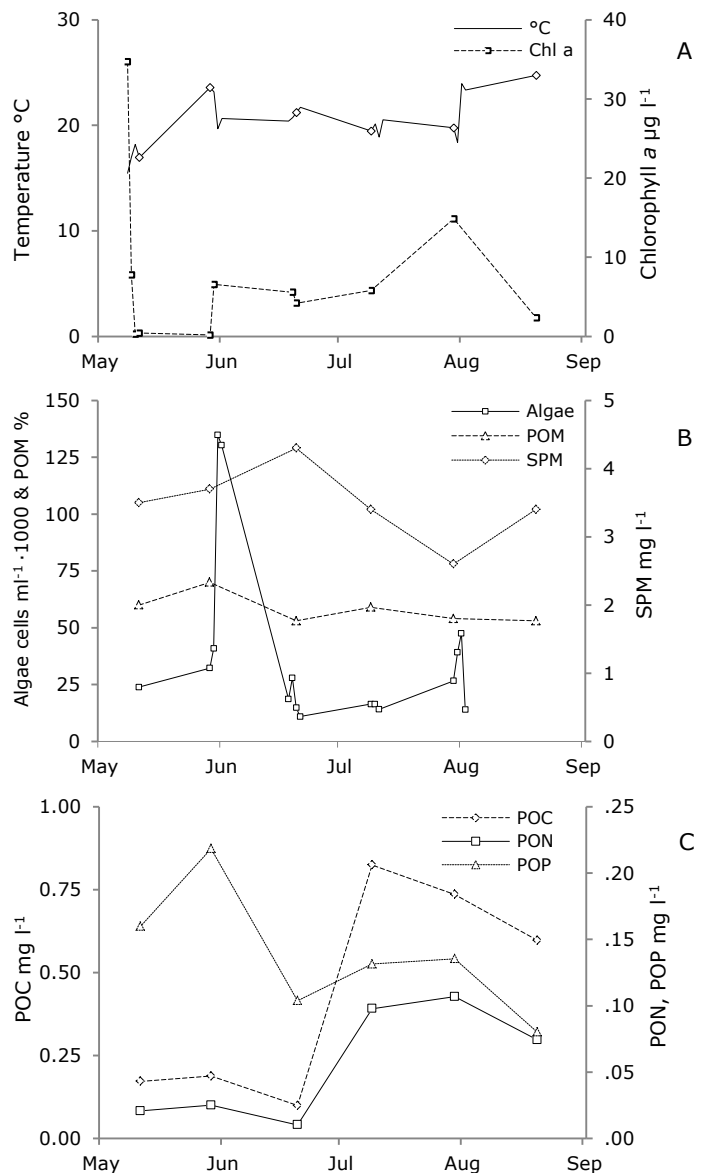 A
°C
Chl a
Temperature °C
Chlorophyll a µg l-1
30
20
10
0
40
30
20
10
0
May Jun Jul Aug Sep
B
Algae
POM
SPM
Algae cells ml-1 ·1000 & POM %
SPM mg l-1
150
125
100
75
50
25
0
5
4
3
2
1
0
May Jun Jul Aug Sep
C
POC
PON
POP
POC mg l-1
PON, POP mg l-1
1.00
0.75
0.50
0.25
0.00
0.25
.20
.15
.10
.05
.00
May Jun Jul Aug Sep